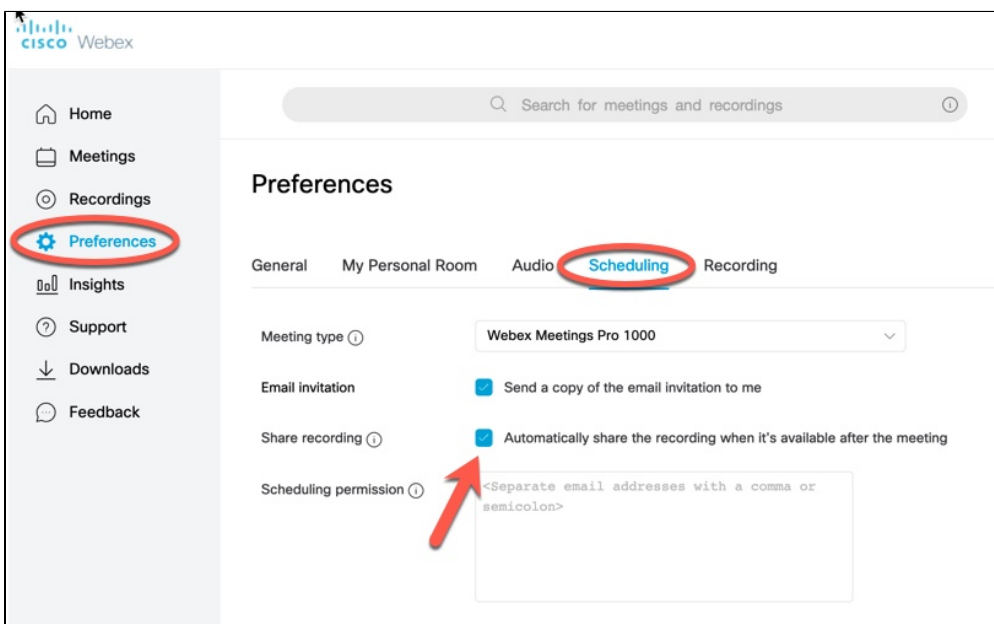 CISCO Webex
Search for meetings and recordings
Home
Meetings
Recordings
Preferences
Insights
Support
Downloads
Feedback
Preferences
General My Personal Room Audio Scheduling Recording
Meeting type Webex Meetings Pro 1000
Email invitation Send a copy of the email invitation to me
Share recording Automatically share the recording when it's available after the meeting
Scheduling permission <Separate email addresses with a comma or
semicolon>